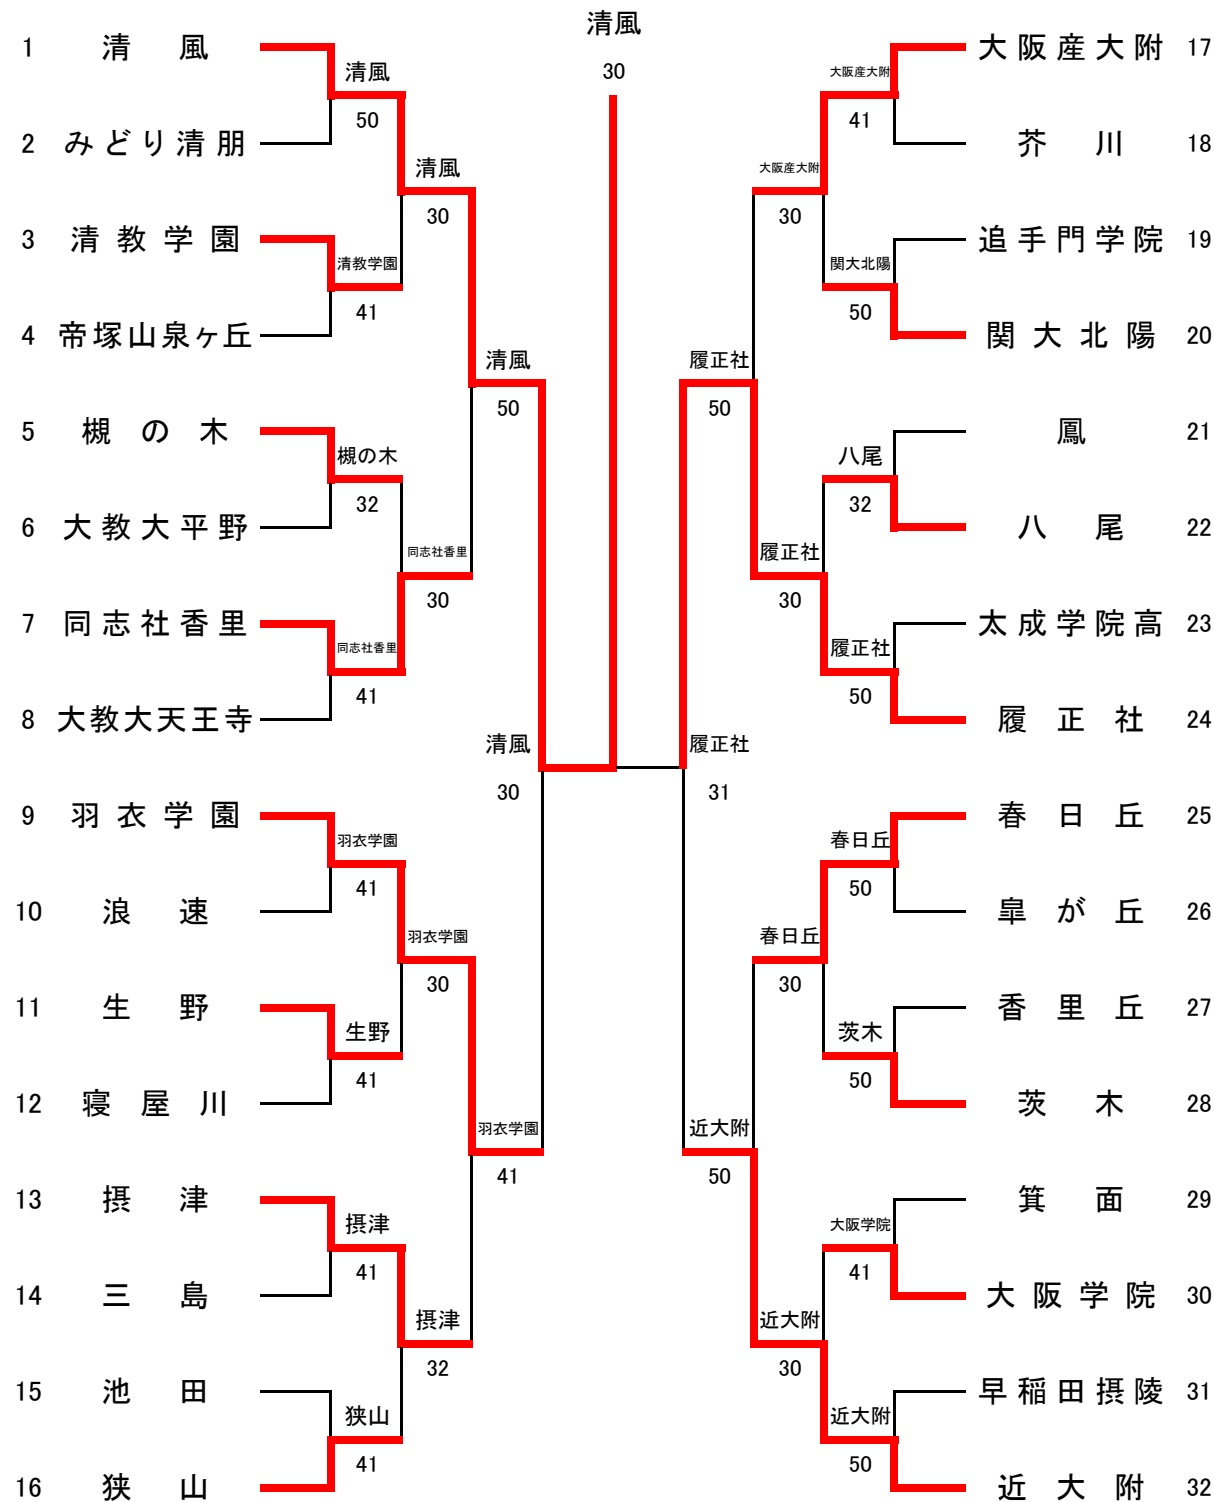 清風
30
1 清風
2 みどり清朋
3 清教学園
4 帝塚山泉ヶ丘
5 槻の木
6 大教大平野
7 同志社香里
8 大教大天王寺
9 羽衣学園
10 浪速
11 生野
12 寝屋川
13 摂津
14 三島
15 池田
16 狭山
清風
50
清教学園
41
槻の木
32
同志社香里
41
羽衣学園
41
生野
41
摂津
41
狭山
41
清風
30
同志社香里
30
羽衣学園
30
摂津
32
清風
50
羽衣学園
41
清風
30
履正社
31
履正社
50
近大附
50
大阪産大附
30
履正社
30
春日丘
30
近大附
30
大阪産大附
41
関大北陽
50
八尾
32
履正社
50
春日丘
50
茨木
50
大阪学院
41
近大附
50
大阪産大附 17
芥川 18
追手門学院 19
関大北陽 20
鳳 21
八尾 22
太成学院高 23
履正社 24
春日丘 25
皐が丘 26
香里丘 27
茨木 28
箕面 29
大阪学院 30
早稲田摂陵 31
近大附 32